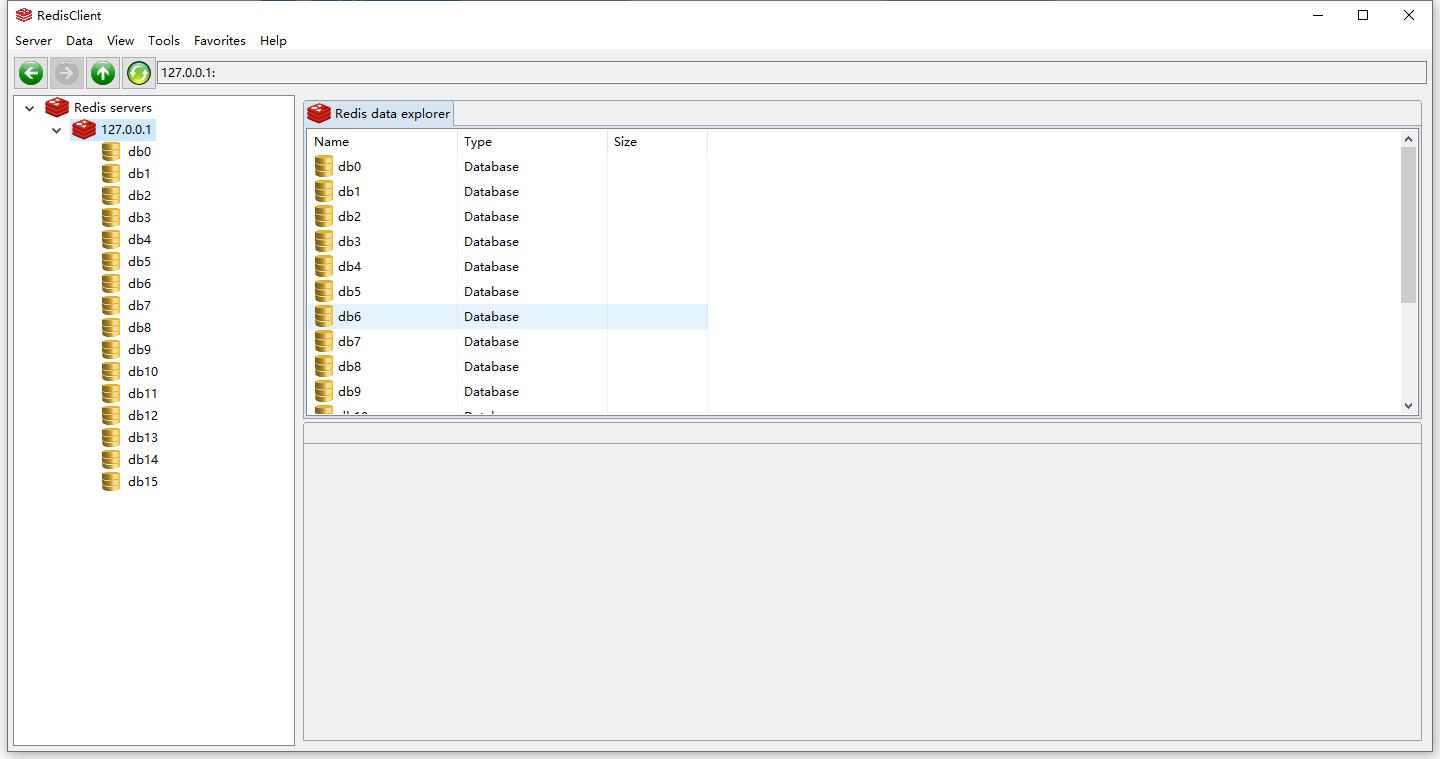 RedisClient
Server Data View Tools Favorites Help
127.0.0.1:
Redis servers
127.0.0.1
db0
db1
db2
db3
db4
db5
db6
db7
db8
db9
db10
db11
db12
db13
db14
db15
Redis data explorer
Name Type Size
db0 Database
db1 Database
db2 Database
db3 Database
db4 Database
db5 Database
db6 Database
db7 Database
db8 Database
db9 Database